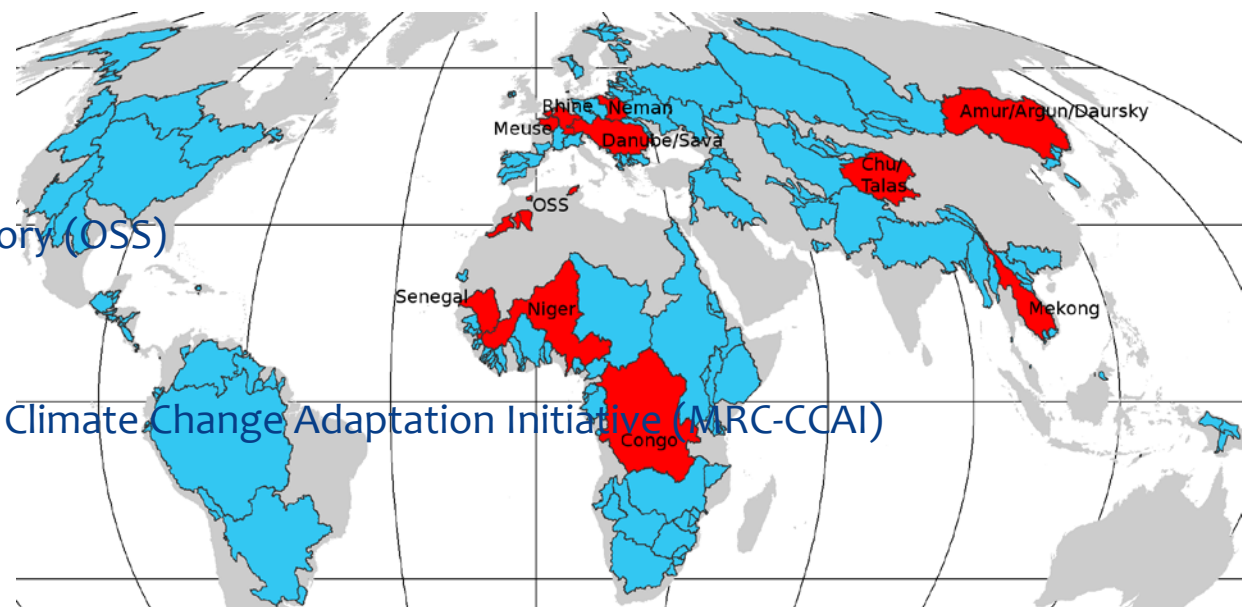 Rhine Neman
Amur/Argun/Daursky
Meuse
Danube/Sava
Chu/
Talas
OSS
ory (OSS)
Senegal
Niger
Mekong
Climate Change Adaptation Initiative (MRC-CCAI)
Congo